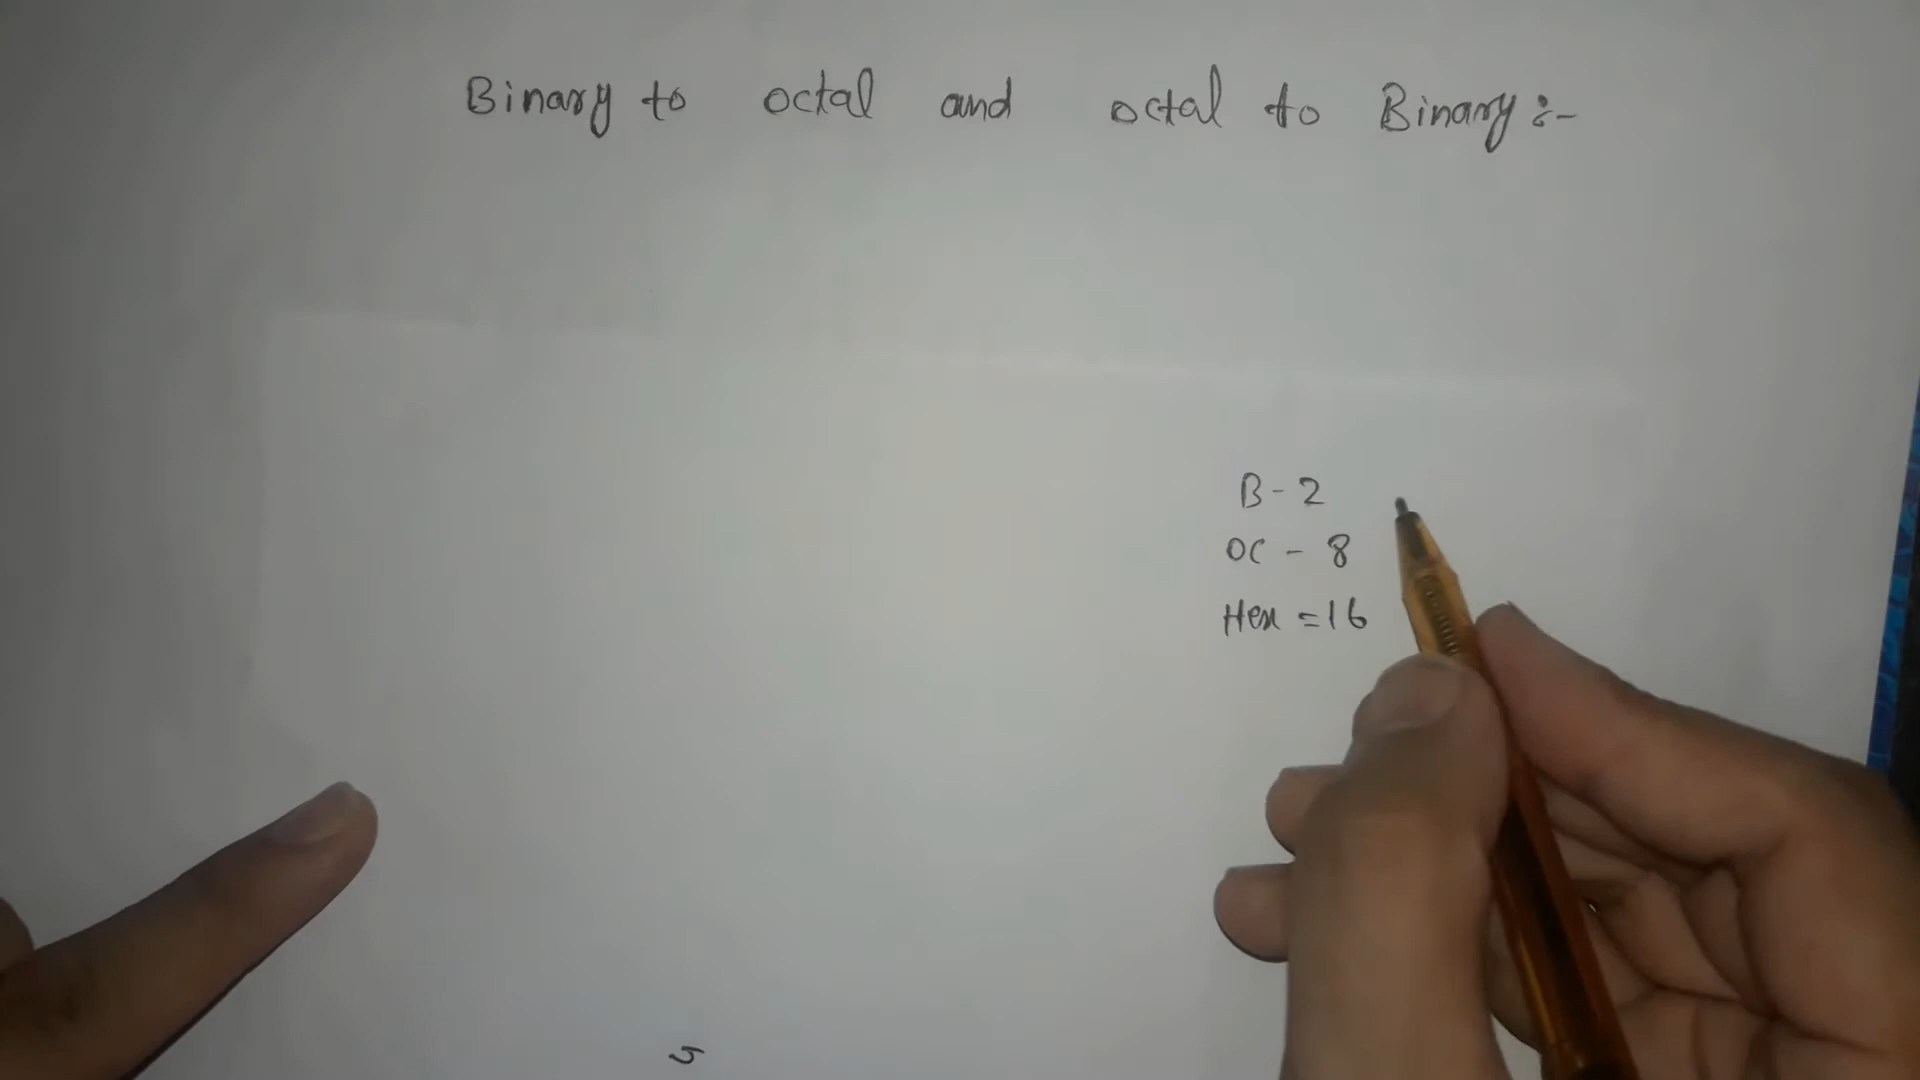 Binary to octal and octal to Binary :-
B - 2
OC - 8
Hex = 16